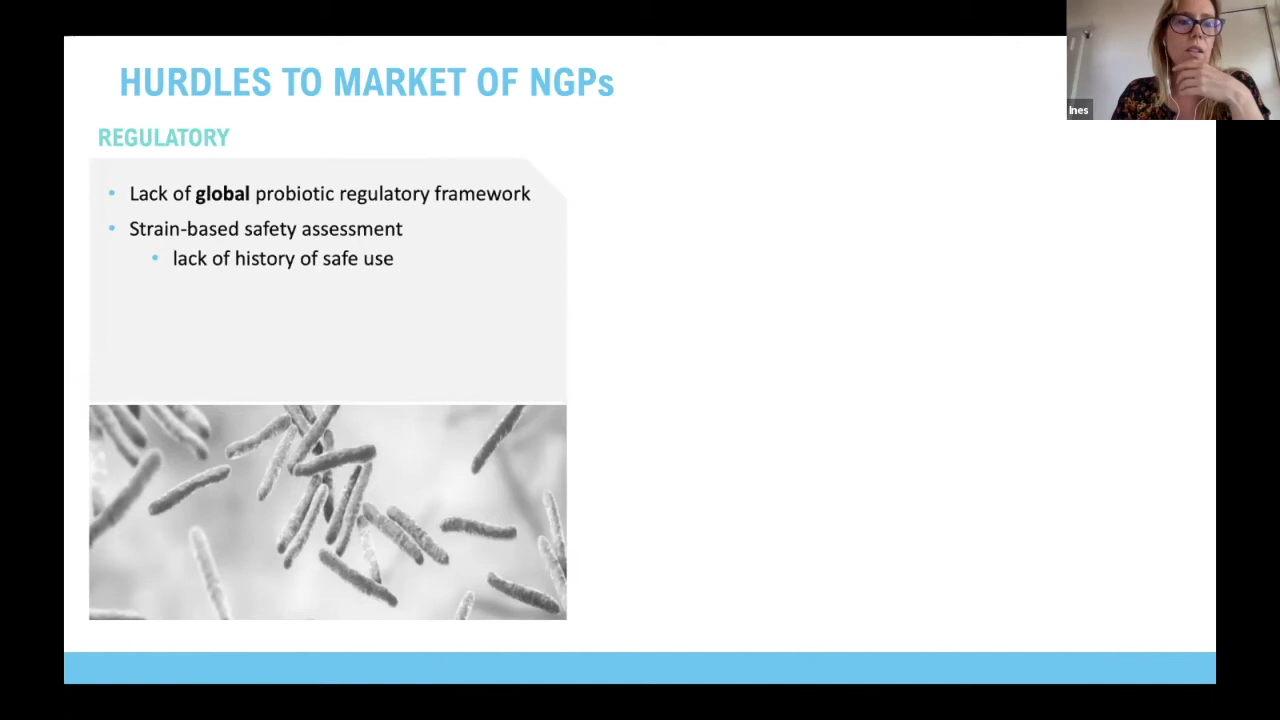 HURDLES TO MARKET OF NGPs
Ines
REGULATORY
• Lack of global probiotic regulatory framework
• Strain-based safety assessment
• lack of history of safe use